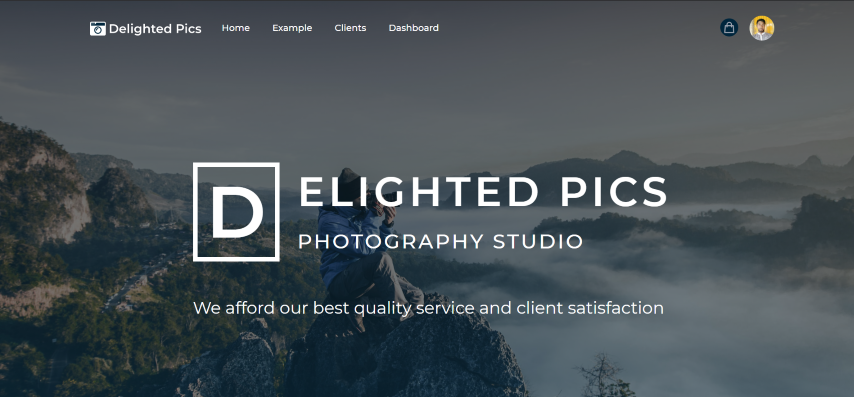 Delighted Pics Home Example Clients Dashboard
D ELIGHTED PICS
PHOTOGRAPHY STUDIO
We afford our best quality service and client satisfaction